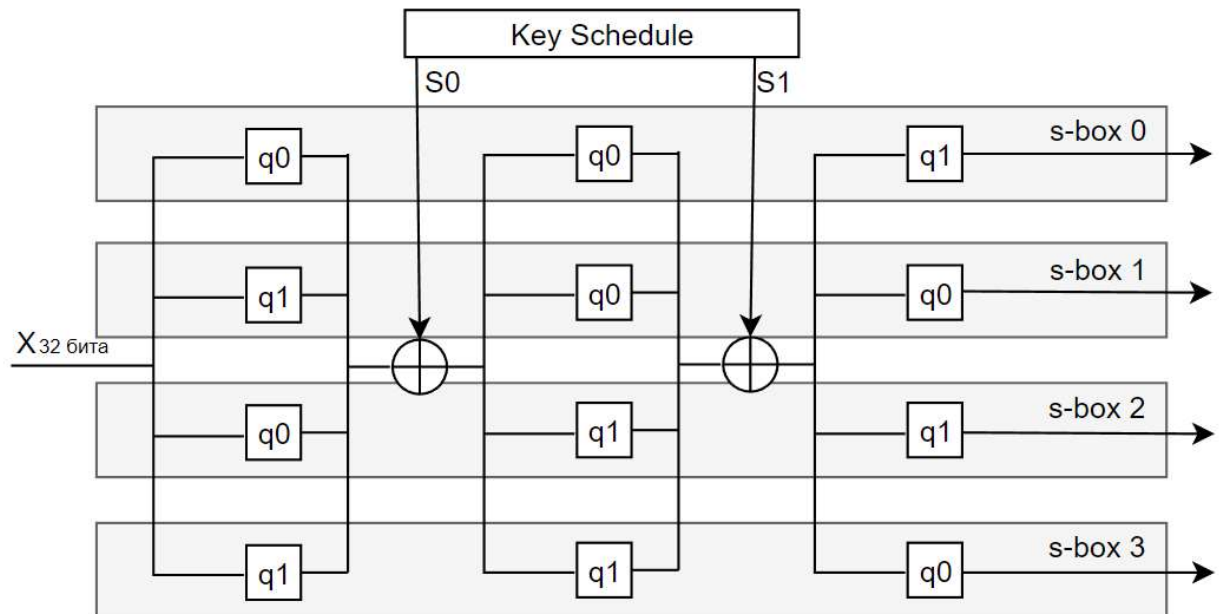 Key Schedule
S0 S1
s-box 0
q0 q0 q1
s-box 1
q1 q0 q0
X 32 бита
s-box 2
q0 q1 q1
s-box 3
q1 q1 q0